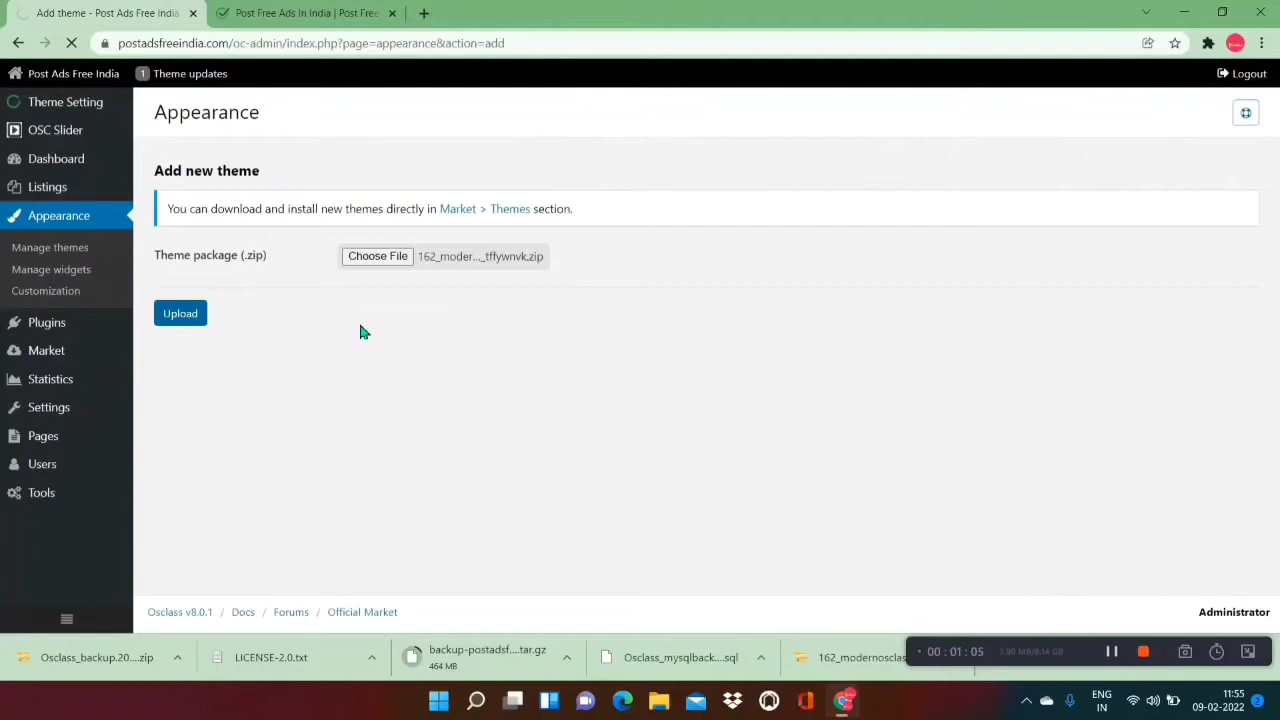 Add theme - Post Ads Free India
Post Free Ads In India | Post Free
postadsfreeindia.com/oc-admin/index.php?page=appearance&action=add
Post Ads Free India
1 Theme updates
Logout
Theme Setting
OSC Slider
Dashboard
Listings
Appearance
Manage themes
Manage widgets
Customization
Plugins
Market
Statistics
Settings
Pages
Users
Tools
Appearance
Add new theme
You can download and install new themes directly in Market > Themes section.
Theme package (.zip)
Choose File 162_moder..._tffywnvk.zip
Upload
Osclass v8.0.1 / Docs / Forums / Official Market
Administrator
Osclass_backup.20....zip
LICENSE-2.0.txt
backup-postadsf....tar.gz
464 MB
Osclass_mysqlback....sql
162_modernosclas
00 : 01 : 05
ENG
IN
11:55
09-02-2022
2